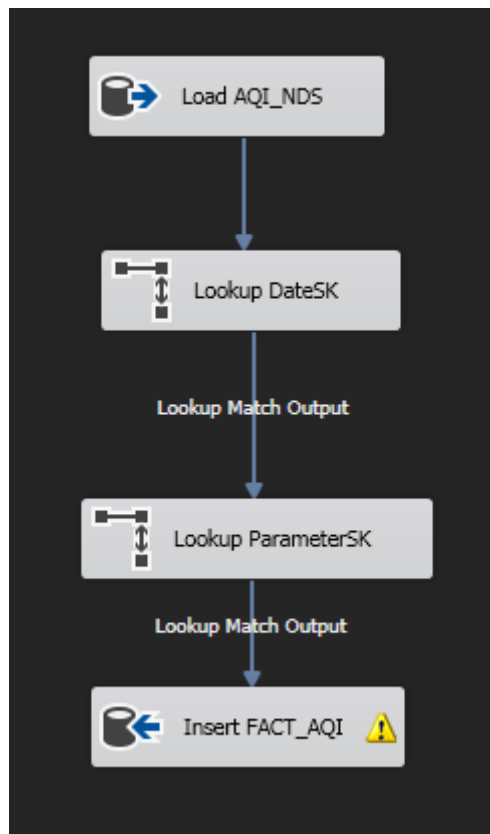 Load AQI_NDS
Lookup DateSK
Lookup Match Output
Lookup ParameterSK
Lookup Match Output
Insert FACT_AQI